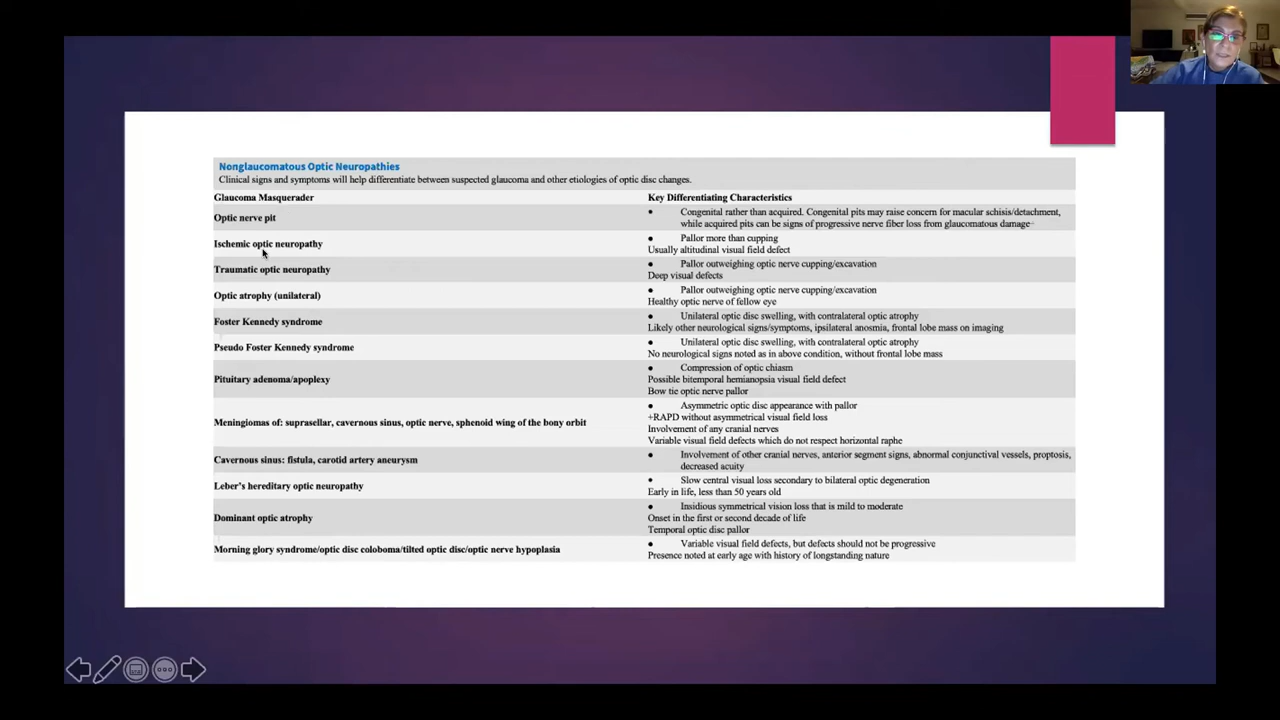 Nonglaucomatous Optic Neuropathies
Clinical signs and symptoms will help differentiate between suspected glaucoma and other etiologies of optic disc changes.
Glaucoma Masquerader
Key Differentiating Characteristics
Optic nerve pit
• Congenital rather than acquired. Congenital pits may raise concern for macular schisis/detachment,
while acquired pits can be signs of progressive nerve fiber loss from glaucomatous damage
Ischemic optic neuropathy
• Pallor more than cupping
Usually altitudinal visual field defect
Traumatic optic neuropathy
• Pallor outweighing optic nerve cupping/excavation
Deep visual defects
Optic atrophy (unilateral)
• Pallor outweighing optic nerve cupping/excavation
Healthy optic nerve of fellow eye
Foster Kennedy syndrome
• Unilateral optic disc swelling, with contralateral optic atrophy
Likely other neurological signs/symptoms, ipsilateral anosmia, frontal lobe mass on imaging
Pseudo Foster Kennedy syndrome
• Unilateral optic disc swelling, with contralateral optic atrophy
No neurological signs noted as in above condition, without frontal lobe mass
Pituitary adenoma/apoplexy
• Compression of optic chiasm
Possible bitemporal hemianopsia visual field defect
Bow tie optic nerve pallor
Meningiomas of: suprasellar, cavernous sinus, optic nerve, sphenoid wing of the bony orbit
• Asymmetric optic disc appearance with pallor
+RAPD without asymmetrical visual field loss
Involvement of any cranial nerves
Variable visual field defects which do not respect horizontal raphe
Cavernous sinus: fistula, carotid artery aneurysm
• Involvement of other cranial nerves, anterior segment signs, abnormal conjunctival vessels, proptosis,
decreased acuity
Leber's hereditary optic neuropathy
• Slow central visual loss secondary to bilateral optic degeneration
Early in life, less than 50 years old
Dominant optic atrophy
• Insidious symmetrical vision loss that is mild to moderate
Onset in the first or second decade of life
Temporal optic disc pallor
Morning glory syndrome/optic disc coloboma/tilted optic disc/optic nerve hypoplasia
• Variable visual field defects, but defects should not be progressive
Presence noted at early age with history of longstanding nature